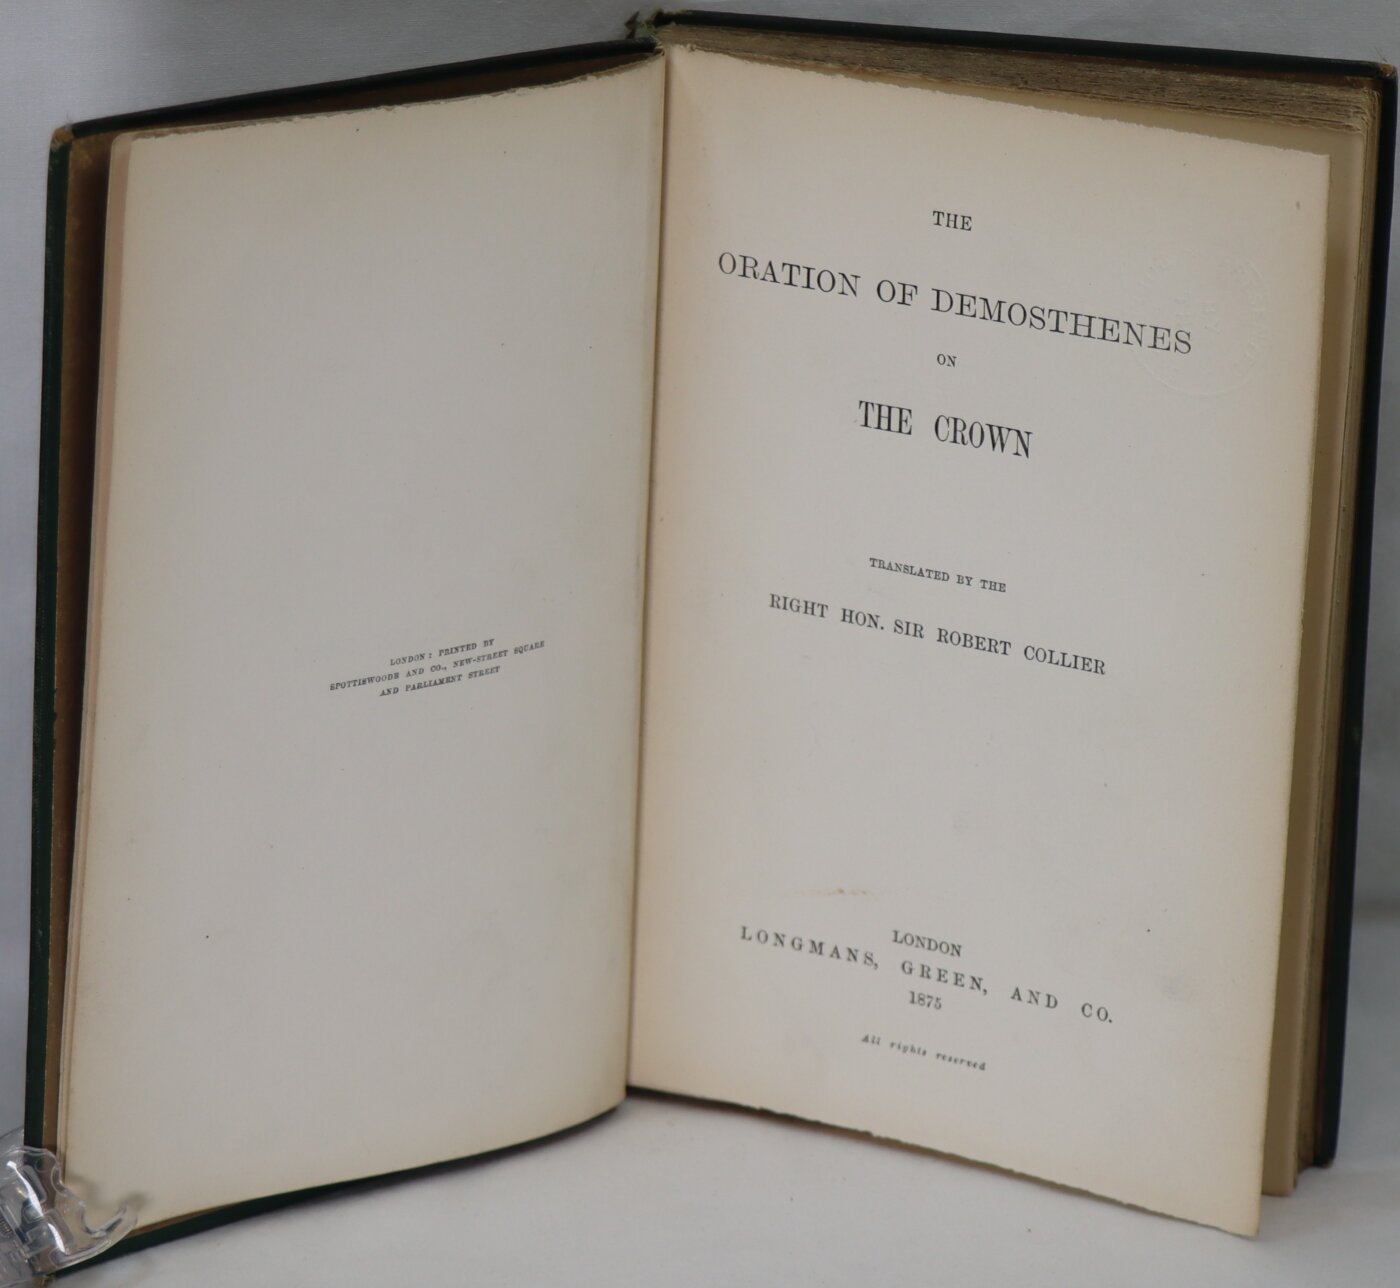 LONDON: PRINTED BY
SPOTTISWOODE AND CO., NEW-STREET SQUARE
AND PARLIAMENT STREET
THE
ORATION OF DEMOSTHENES
ON
THE CROWN
TRANSLATED BY THE
RIGHT HON. SIR ROBERT COLLIER
LONDON
LONGMANS, GREEN, AND CO.
1875
All rights reserved